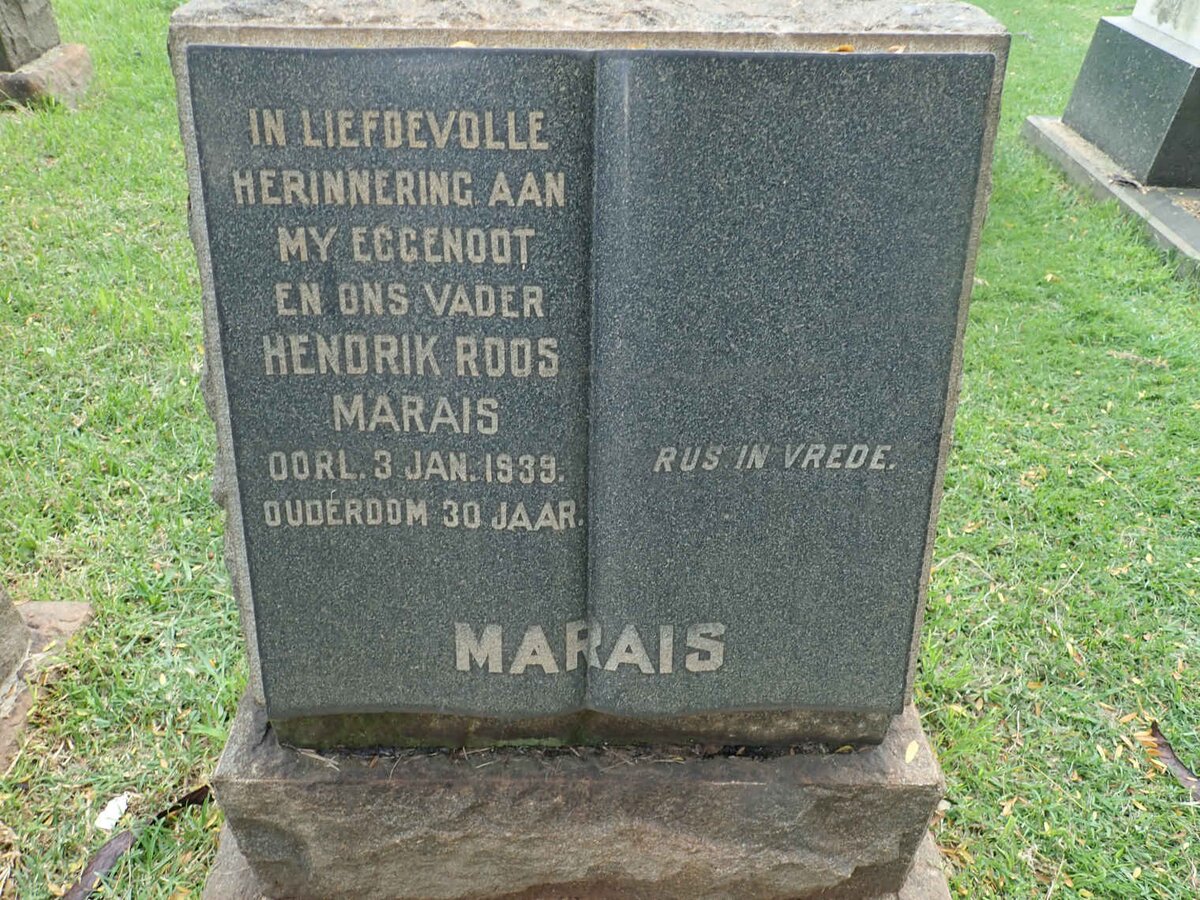 IN LIEFDEVOLLE
HERINNERING AAN
MY EGGENOOT
EN ONS VADER
HENDRIK ROOS
MARAIS
OORL. 3 JAN. 1939.
OUDERDOM 30 JAAR.
RUS IN VREDE.
MARAIS